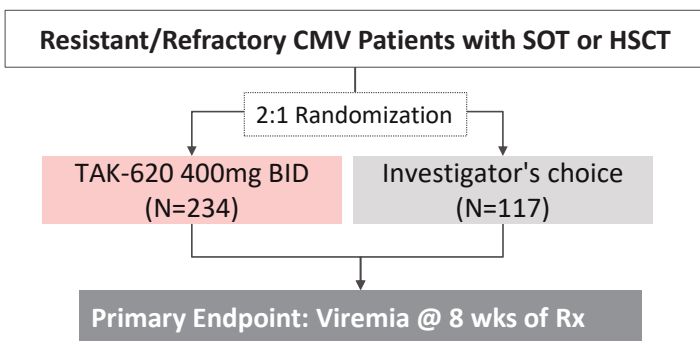 Resistant/Refractory CMV Patients with SOT or HSCT
2:1 Randomization
TAK-620 400mg BID
(N=234)
Investigator's choice
(N=117)
Primary Endpoint: Viremia @ 8 wks of Rx